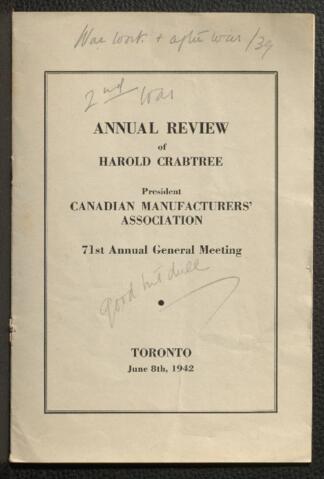 War work + after war /39
2nd War
ANNUAL REVIEW
of
HAROLD CRABTREE
President
CANADIAN MANUFACTURERS'
ASSOCIATION
71st Annual General Meeting
good but dull
TORONTO
June 8th, 1942